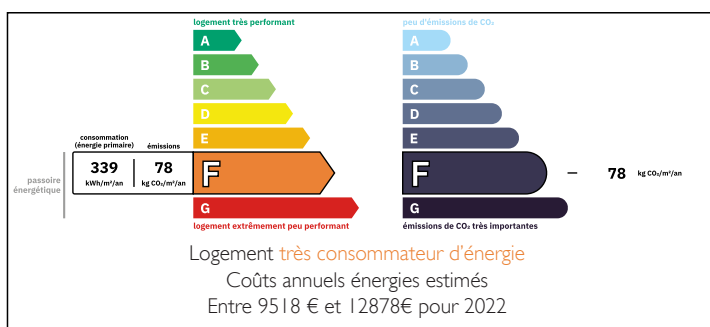 logement très performant
A
B
C
D
E
F
G
logement extrêmement peu performant
consommation
(énergie primaire)
émissions
339
78
kWh/m²/an
kg CO₂/m²/an
passoire
énergétique
peu d'émissions de CO₂
A
B
C
D
E
F
G
78 kg CO₂/m²/an
émissions de CO₂ très importantes
Logement très consommateur d'énergie
Coûts annuels énergies estimés
Entre 9518 € et 12878€ pour 2022